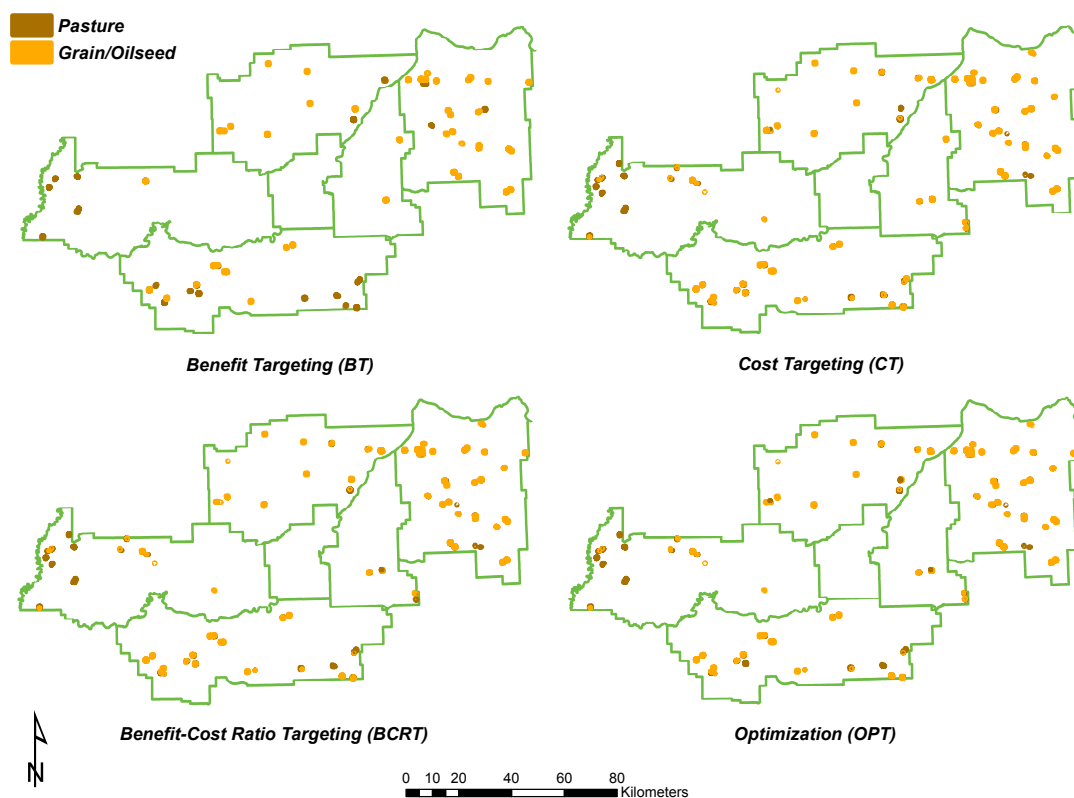 Pasture
Grain/Oilseed
Benefit Targeting (BT)
Cost Targeting (CT)
Benefit-Cost Ratio Targeting (BCRT)
Optimization (OPT)
N
0 10 20 40 60 80
Kilometers